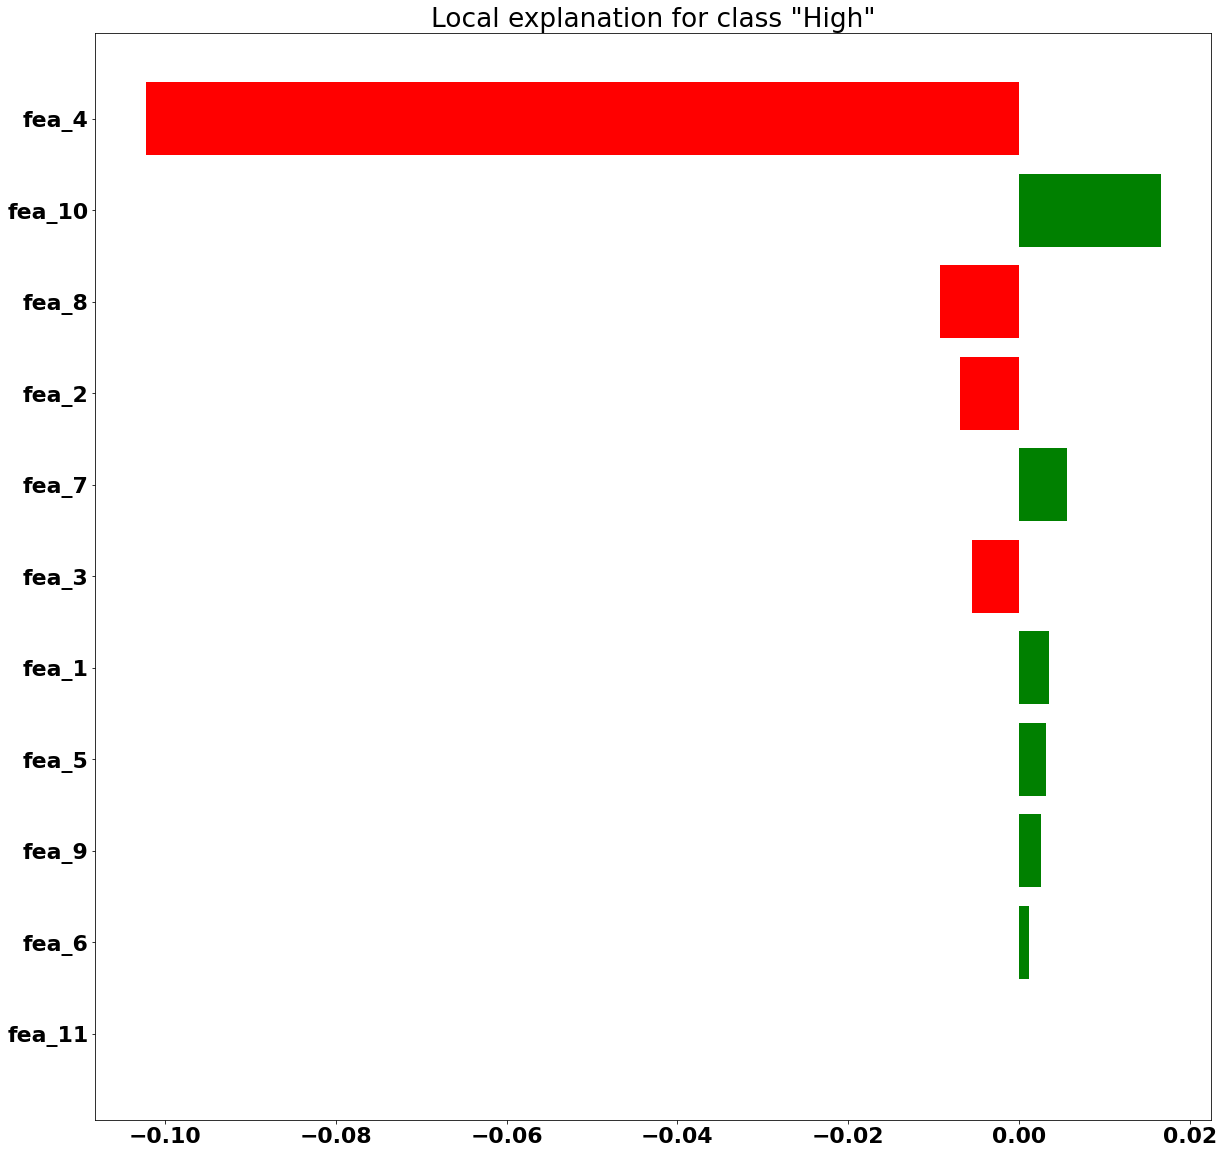 Local explanation for class "High"
fea_4
fea_10
fea_8
fea_2
fea_7
fea_3
fea_1
fea_5
fea_9
fea_6
fea_11
−0.10 −0.08 −0.06 −0.04 −0.02 0.00 0.02